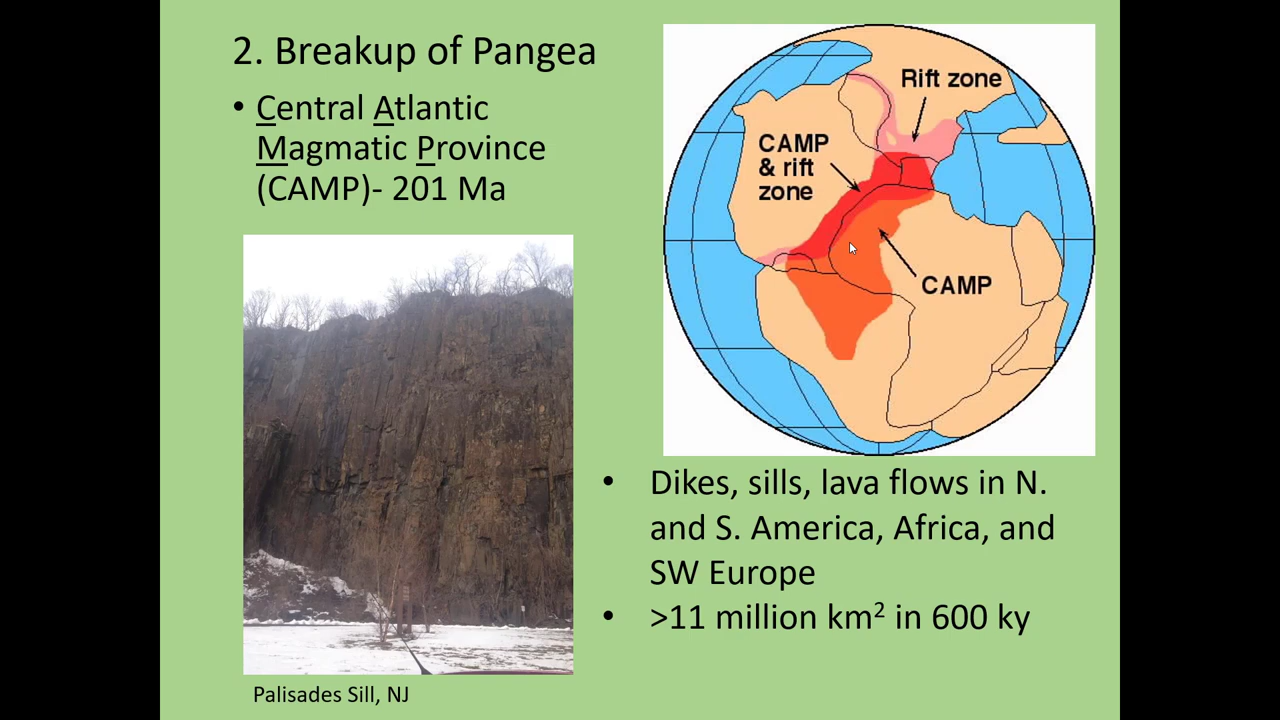 2. Breakup of Pangea
• Central Atlantic
Magmatic Province
(CAMP)- 201 Ma
Rift zone
CAMP
& rift
zone
CAMP
• Dikes, sills, lava flows in N.
and S. America, Africa, and
SW Europe
• >11 million km² in 600 ky
Palisades Sill, NJ